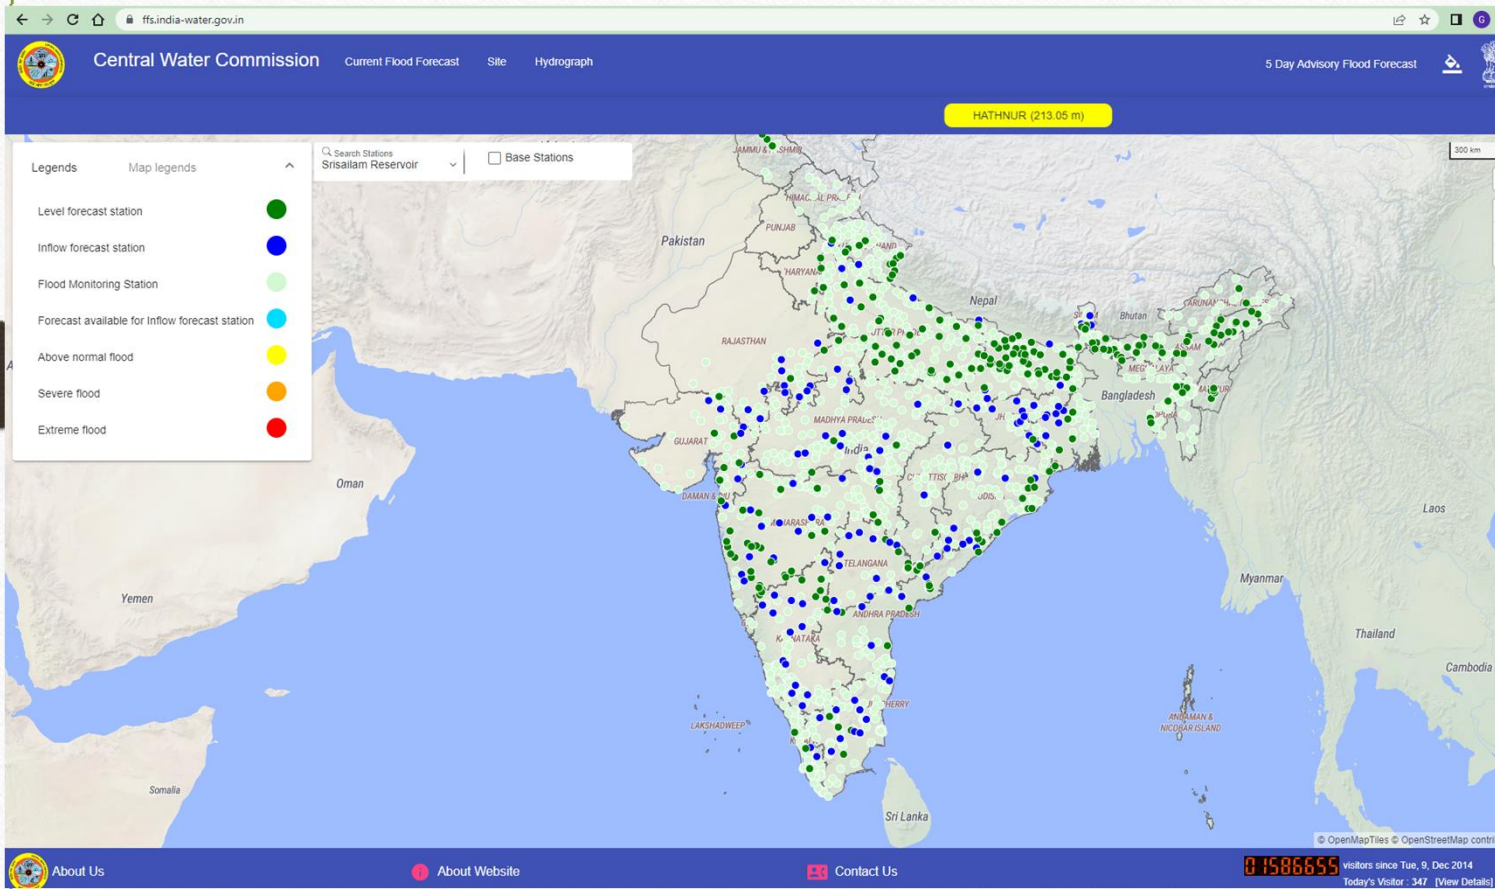 ffs.india-water.gov.in
G
Central Water Commission
Current Flood Forecast
Site
Hydrograph
5 Day Advisory Flood Forecast
HATHNUR (213.05 m)
Legends
Map legends
Search Stations
Srisailam Reservoir
Base Stations
300 km
Level forecast station
Inflow forecast station
Flood Monitoring Station
Forecast available for Inflow forecast station
Above normal flood
Severe flood
Extreme flood
PUNJAB
Pakistan
HARYANA
Nepal
Bhutan
RAJASTHAN
ASSAM
Bangladesh
GUJARAT
India
Oman
Laos
TELANGANA
Myanmar
Yemen
ANDHRA PRADESH
Thailand
Cambodia
LAKSHADWEEP
ANDAMAN &
NICOBAR ISLAND
Somalia
Sri Lanka
© OpenMapTiles © OpenStreetMap contri
About Us
About Website
Contact Us
01586655
visitors since Tue, 9, Dec 2014
Today's Visitor : 347 [View Details]